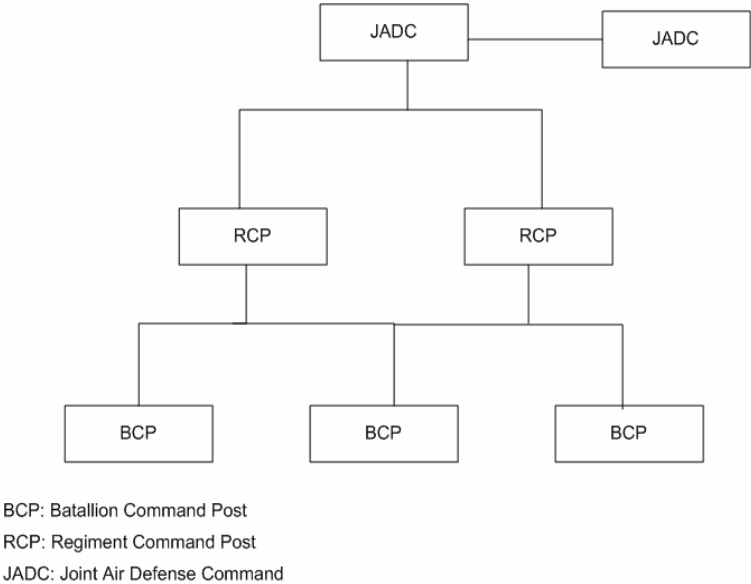 JADC
JADC
RCP
RCP
BCP
BCP
BCP
BCP: Batallion Command Post
RCP: Regiment Command Post
JADC: Joint Air Defense Command